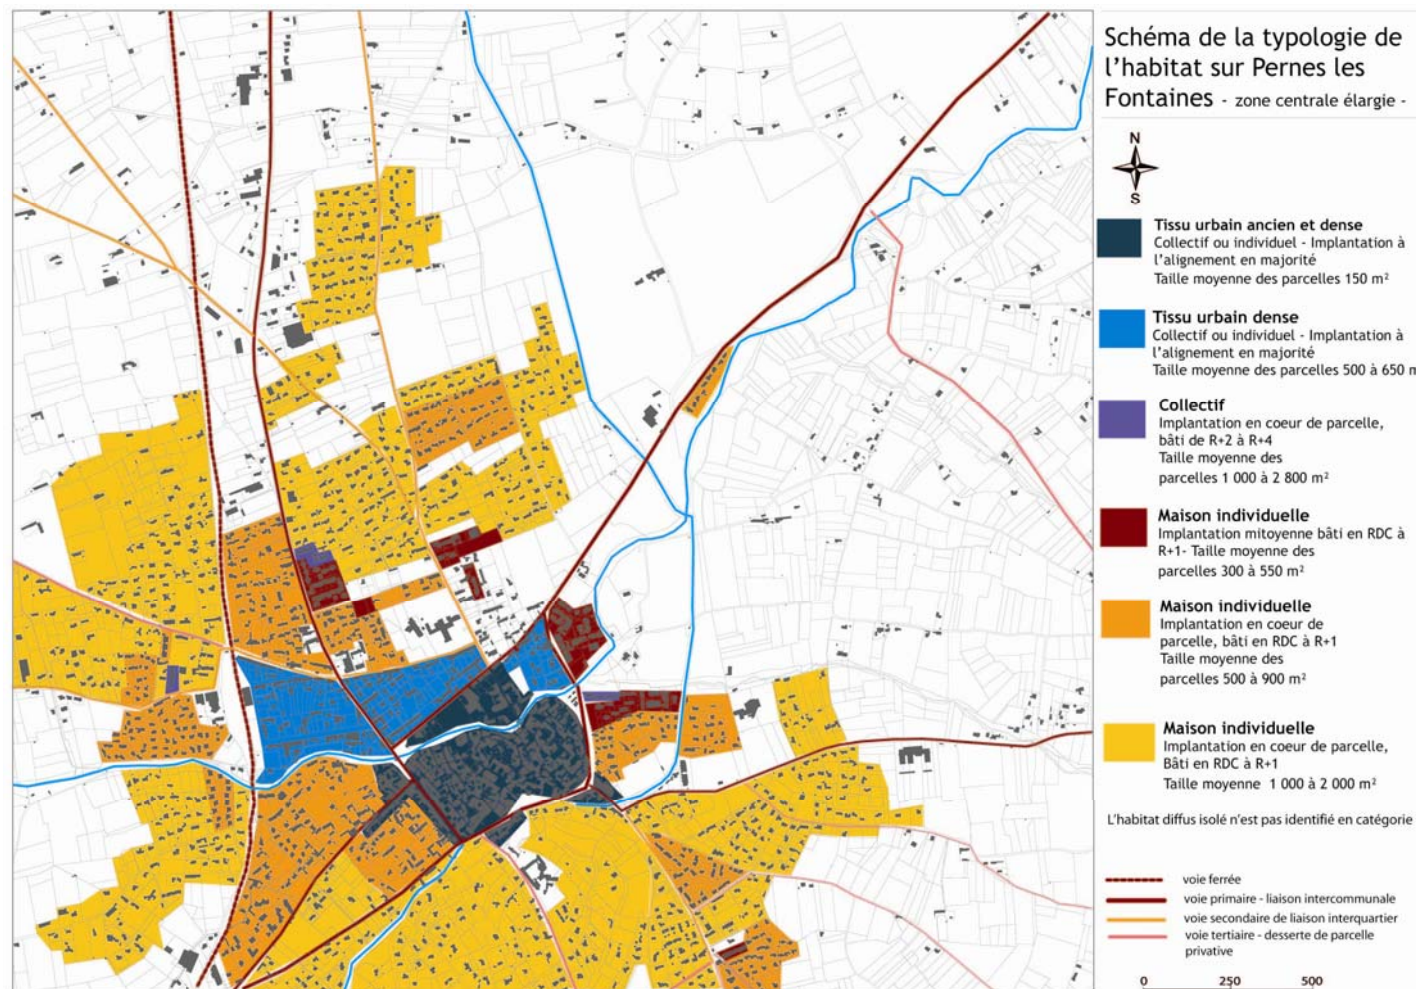 Schéma de la typologie de
l'habitat sur Pernes les
Fontaines - zone centrale élargie -
N
S
Tissu urbain ancien et dense
Collectif ou individuel - Implantation à
l'alignement en majorité
Taille moyenne des parcelles 150 m²
Tissu urbain dense
Collectif ou individuel - Implantation à
l'alignement en majorité
Taille moyenne des parcelles 500 à 650 m
Collectif
Implantation en coeur de parcelle,
bâti de R+2 à R+4
Taille moyenne des
parcelles 1 000 à 2 800 m²
Maison individuelle
Implantation mitoyenne bâti en RDC à
R+1- Taille moyenne des
parcelles 300 à 550 m²
Maison individuelle
Implantation en coeur de
parcelle, bâti en RDC à R+1
Taille moyenne des
parcelles 500 à 900 m²
Maison individuelle
Implantation en coeur de parcelle,
Bâti en RDC à R+1
Taille moyenne 1 000 à 2 000 m²
L'habitat diffus isolé n'est pas identifié en catégorie
voie ferrée
voie primaire - liaison intercommunale
voie secondaire de liaison interquartier
voie tertiaire - desserte de parcelle
privative
0 250 500